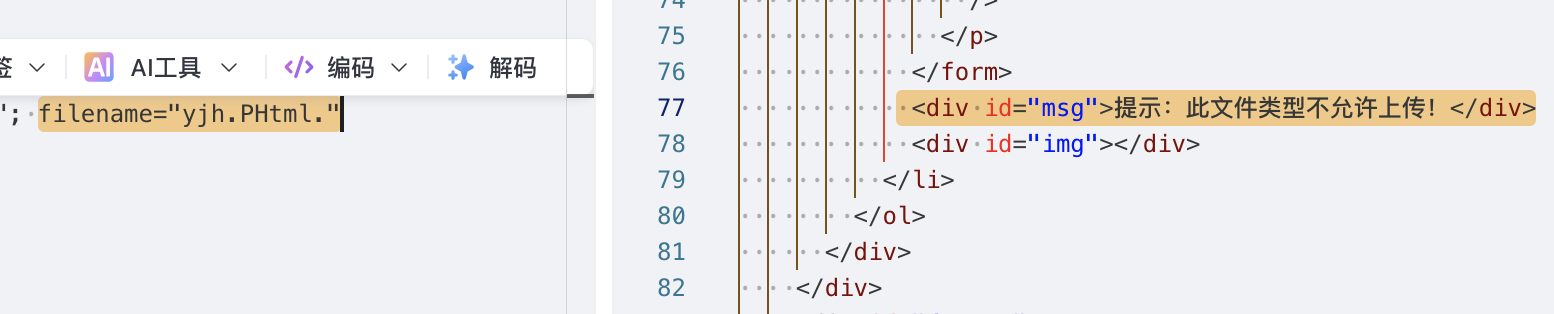 签 AI AI工具 </> 编码 解码
"; filename="yjh.PHtml."
74 />
75 </p>
76 </form>
77 <div id="msg">提示：此文件类型不允许上传！</div>
78 <div id="img"></div>
79 </li>
80 </ol>
81 </div>
82 </div>